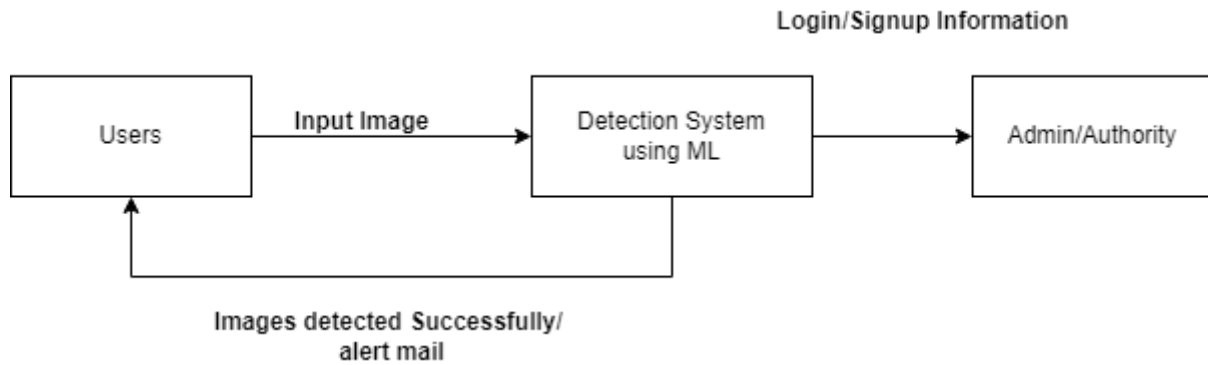 Login/Signup Information
Users
Input Image
Detection System
using ML
Admin/Authority
Images detected Successfully/
alert mail